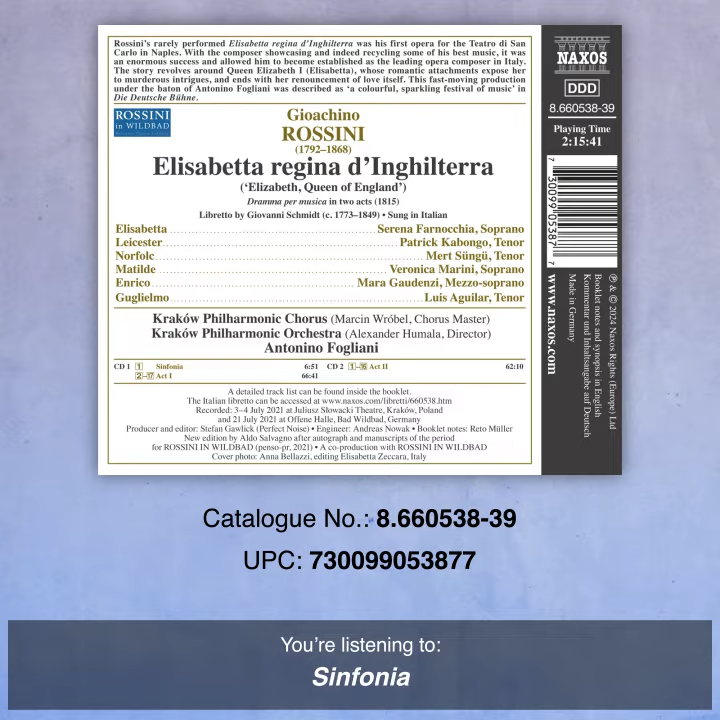 Rossini's rarely performed Elisabetta regina d'Inghilterra was his first opera for the Teatro di San
Carlo in Naples. With the composer showcasing and indeed recycling some of his best music, it was
an enormous success and allowed him to become established as the leading opera composer in Italy.
The story revolves around Queen Elizabeth I (Elisabetta), whose romantic attachments expose her
to murderous intrigues, and ends with her renouncement of love itself. This fast-moving production
under the baton of Antonino Fogliani was described as 'a colourful, sparkling festival of music' in
Die Deutsche Bühne.
ROSSINI
in WILDBAD
Gioachino
ROSSINI
(1792–1868)
Elisabetta regina d'Inghilterra
('Elizabeth, Queen of England')
Dramma per musica in two acts (1815)
Libretto by Giovanni Schmidt (c. 1773–1849) • Sung in Italian
Elisabetta ........ Serena Farnocchia, Soprano
Leicester ........ Patrick Kabongo, Tenor
Norfolc ........ Mert Süngü, Tenor
Matilde ........ Veronica Marini, Soprano
Enrico ........ Mara Gaudenzi, Mezzo-soprano
Guglielmo ........ Luis Aguilar, Tenor
Kraków Philharmonic Chorus (Marcin Wróbel, Chorus Master)
Kraków Philharmonic Orchestra (Alexander Humala, Director)
Antonino Fogliani
CD 1 1 Sinfonia 6:51 CD 2 1–16 Act II 62:10
2–17 Act I 66:41
A detailed track list can be found inside the booklet.
The Italian libretto can be accessed at www.naxos.com/libretti/660538.htm
Recorded: 3–4 July 2021 at Juliusz Słowacki Theatre, Kraków, Poland
and 21 July 2021 at Offene Halle, Bad Wildbad, Germany
Producer and editor: Stefan Gawlick (Perfect Noise) • Engineer: Andreas Nowak • Booklet notes: Reto Müller
New edition by Aldo Salvagno after autograph and manuscripts of the period
for ROSSINI IN WILDBAD (penso-pr, 2021) • A co-production with ROSSINI IN WILDBAD
Cover photo: Anna Bellazzi, editing Elisabetta Zeccara, Italy
NAXOS
DDD
8.660538-39
Playing Time
2:15:41
7 30099 05387 7
℗ & © 2024 Naxos Rights (Europe) Ltd
Booklet notes and synopsis in English
Kommentar und Inhaltsangabe auf Deutsch
Made in Germany
www.naxos.com
Catalogue No.: 8.660538-39
UPC: 730099053877
You're listening to:
Sinfonia